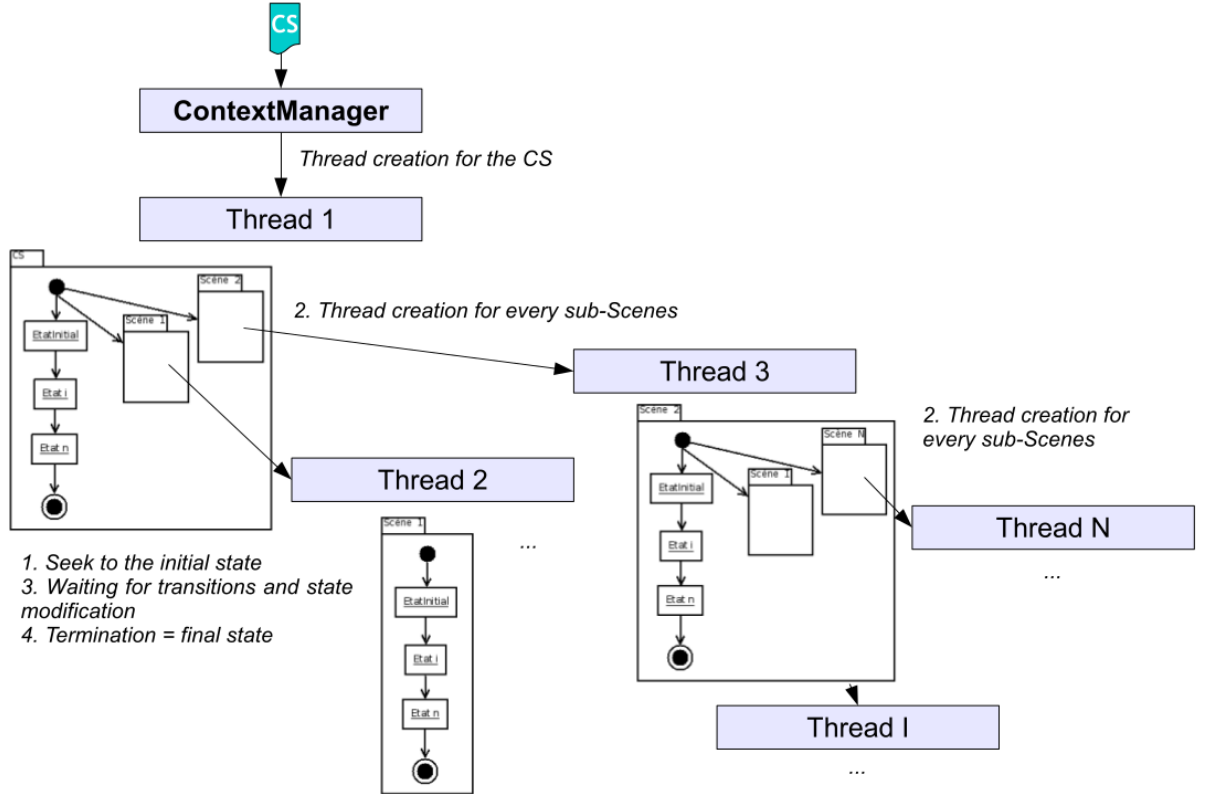 CS
ContextManager
Thread creation for the CS
Thread 1
CS
Scène 2
Scène 1
EtatInitial
Etat i
Etat n
2. Thread creation for every sub-Scenes
Thread 3
Thread 2
1. Seek to the initial state
3. Waiting for transitions and state
modification
4. Termination = final state
Scène 1
EtatInitial
Etat i
Etat n
...
Scène 2
Scène N
Scène 1
EtatInitial
Etat i
Etat n
2. Thread creation for
every sub-Scenes
Thread N
...
Thread I
...